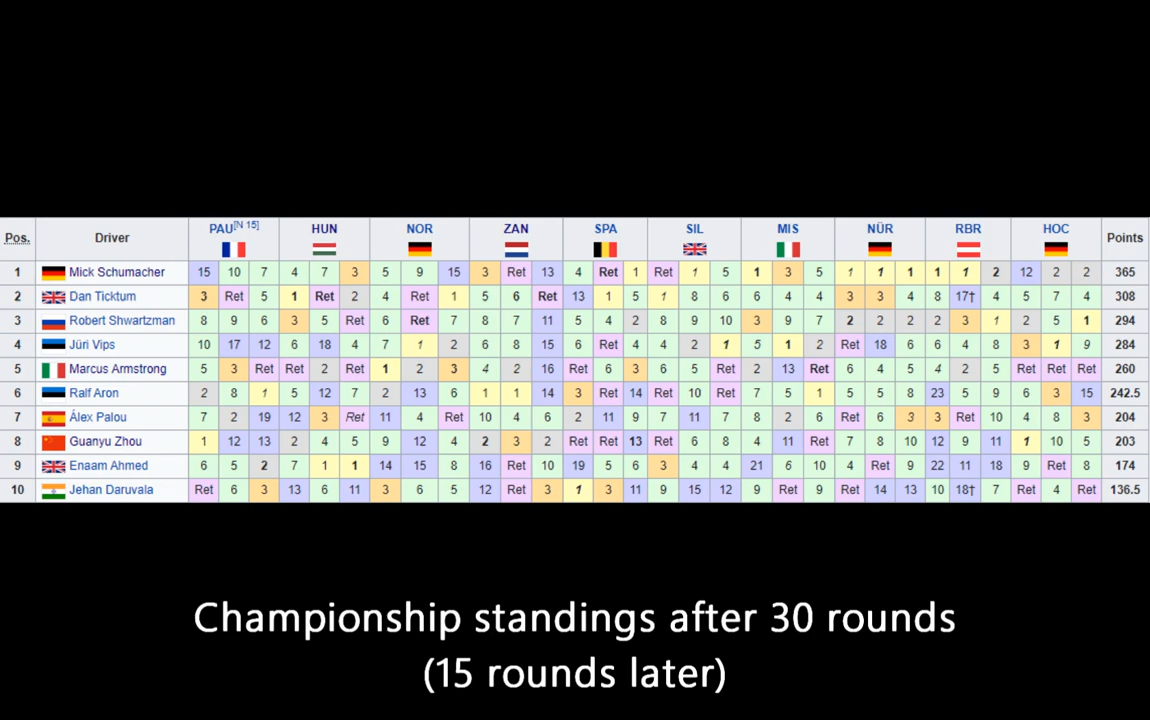 Pos. Driver PAU[N 15] HUN NOR ZAN SPA SIL MIS NÜR RBR HOC Points
1 Mick Schumacher 15 10 7 4 7 3 5 9 15 3 Ret 13 4 Ret 1 Ret 1 5 1 3 5 1 1 1 1 1 2 12 2 2 365
2 Dan Ticktum 3 Ret 5 1 Ret 2 4 Ret 1 5 6 Ret 13 1 5 1 8 6 6 4 4 3 3 4 8 17† 4 5 7 4 308
3 Robert Shwartzman 8 9 6 3 5 Ret 6 Ret 7 8 7 11 5 4 2 8 9 10 3 9 7 2 2 2 2 3 1 2 5 1 294
4 Jüri Vips 10 17 12 6 18 4 7 1 2 6 8 15 6 Ret 4 4 2 1 5 1 2 Ret 18 6 6 4 8 3 1 9 284
5 Marcus Armstrong 5 3 Ret Ret 2 Ret 1 2 3 4 2 16 Ret 6 3 6 5 Ret 2 13 Ret 4 5 5 4 2 5 Ret Ret Ret 260
6 Ralf Aron 2 8 1 5 12 7 2 13 6 1 1 14 3 Ret 14 Ret 10 Ret 7 5 1 5 5 8 23 5 9 6 3 15 242.5
7 Álex Palou 7 2 19 12 3 Ret 11 4 Ret 10 4 6 2 11 9 7 11 7 8 2 6 Ret 6 3 3 Ret 10 4 8 3 204
8 Guanyu Zhou 1 12 13 2 4 5 9 12 4 2 3 2 Ret Ret 13 Ret 6 8 4 11 Ret 7 8 10 12 9 11 1 10 5 203
9 Enaam Ahmed 6 5 2 7 1 1 14 15 8 16 Ret 10 19 5 6 3 4 4 21 6 10 4 Ret 9 22 11 18 9 Ret 8 174
10 Jehan Daruvala Ret 6 3 13 6 11 3 6 5 12 Ret 3 1 3 11 9 15 12 9 Ret 9 Ret 14 13 10 18† 7 Ret 4 Ret 136.5
Championship standings after 30 rounds
(15 rounds later)